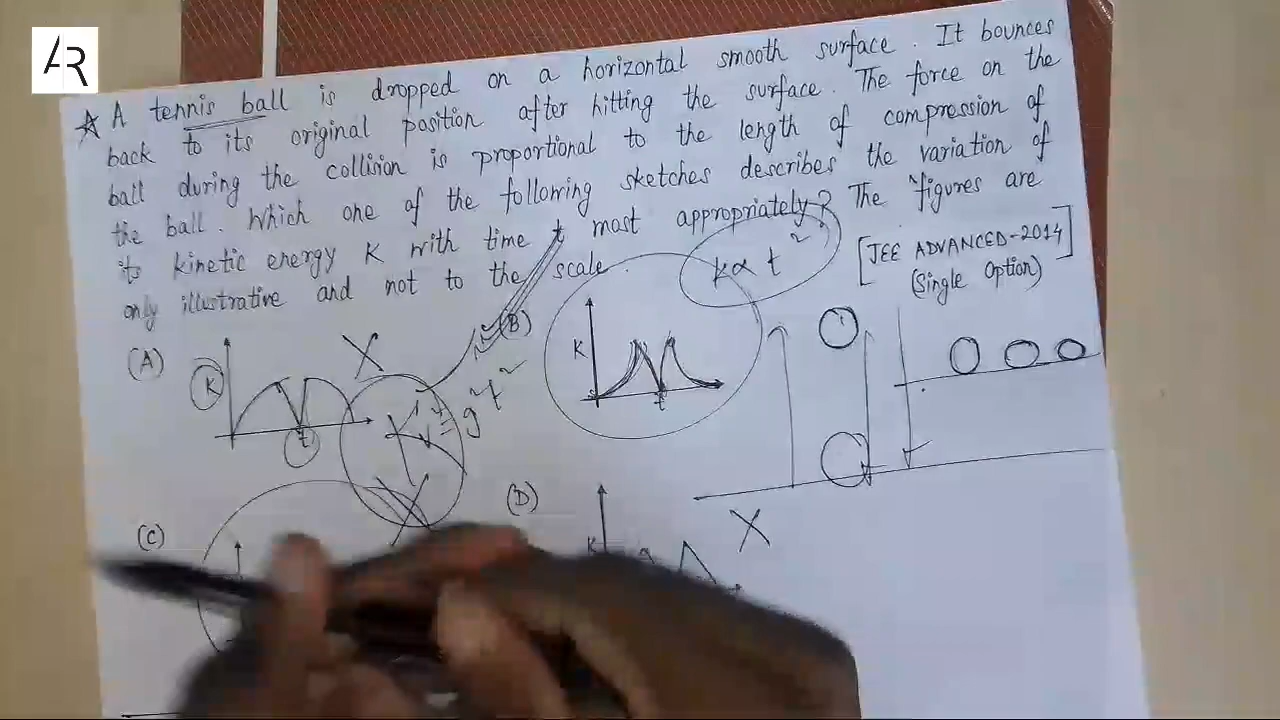 AR
A tennis ball is dropped on a horizontal smooth surface. It bounces
back to its original position after hitting the surface. The force on the
ball during the collision is proportional to the length of compression of
the ball. Which one of the following sketches describes the variation of
its kinetic energy K with time t most appropriately? The figures are
only illustrative and not to the scale.
[JEE ADVANCED-2014]
(Single Option)
K ∝ t²
(A)
K
t
(B)
K
t
g²t²
(C)
(D)
K